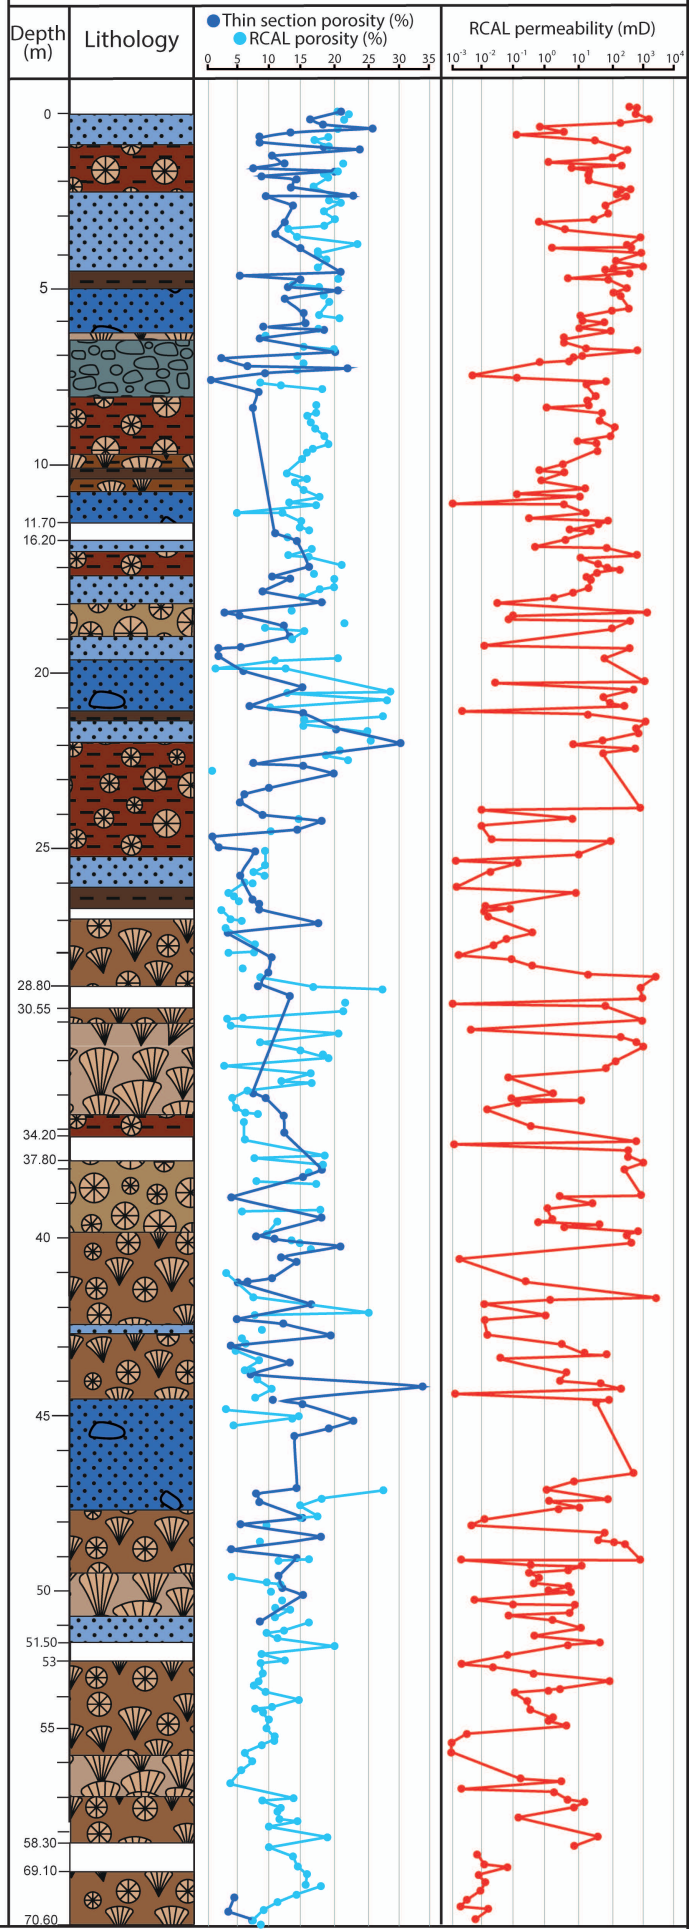 Depth (m)
Lithology
Thin section porosity (%)
RCAL porosity (%)
0 5 10 15 20 25 30 35
RCAL permeability (mD)
10⁻³ 10⁻² 10⁻¹ 10⁰ 10¹ 10² 10³ 10⁴
0
5
10
11.70
16.20
20
25
28.80
30.55
34.20
37.80
40
45
50
51.50
53
55
58.30
69.10
70.60